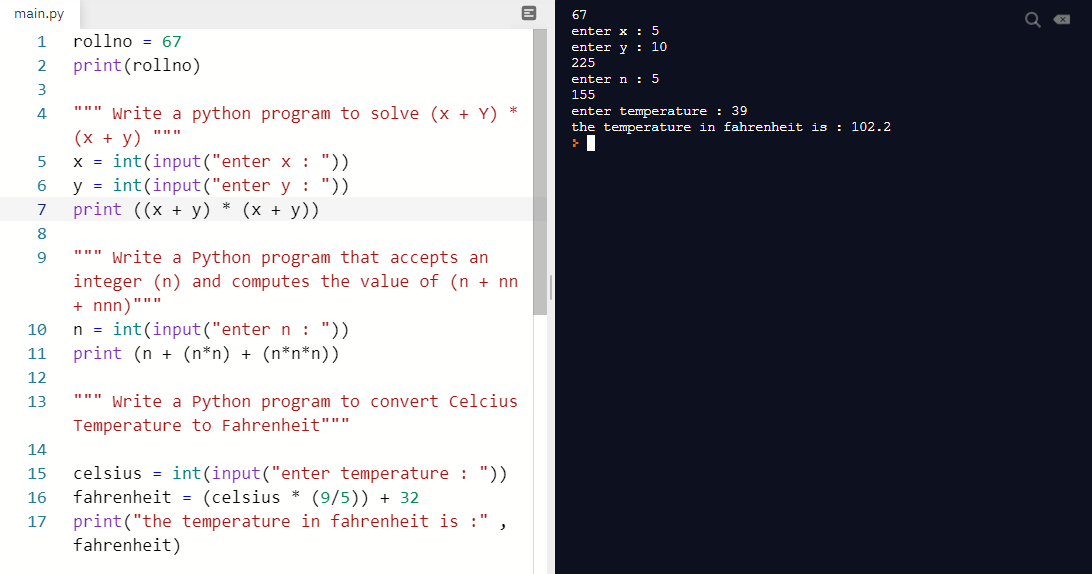 main.py
1 rollno = 67
2 print(rollno)
3
4 """ Write a python program to solve (x + Y) *
(x + y) """
5 x = int(input("enter x : "))
6 y = int(input("enter y : "))
7 print ((x + y) * (x + y))
8
9 """ Write a Python program that accepts an
integer (n) and computes the value of (n + nn
+ nnn)"""
10 n = int(input("enter n : "))
11 print (n + (n*n) + (n*n*n))
12
13 """ Write a Python program to convert Celcius
Temperature to Fahrenheit"""
14
15 celsius = int(input("enter temperature : "))
16 fahrenheit = (celsius * (9/5)) + 32
17 print("the temperature in fahrenheit is :" ,
fahrenheit)
67
enter x : 5
enter y : 10
225
enter n : 5
155
enter temperature : 39
the temperature in fahrenheit is : 102.2